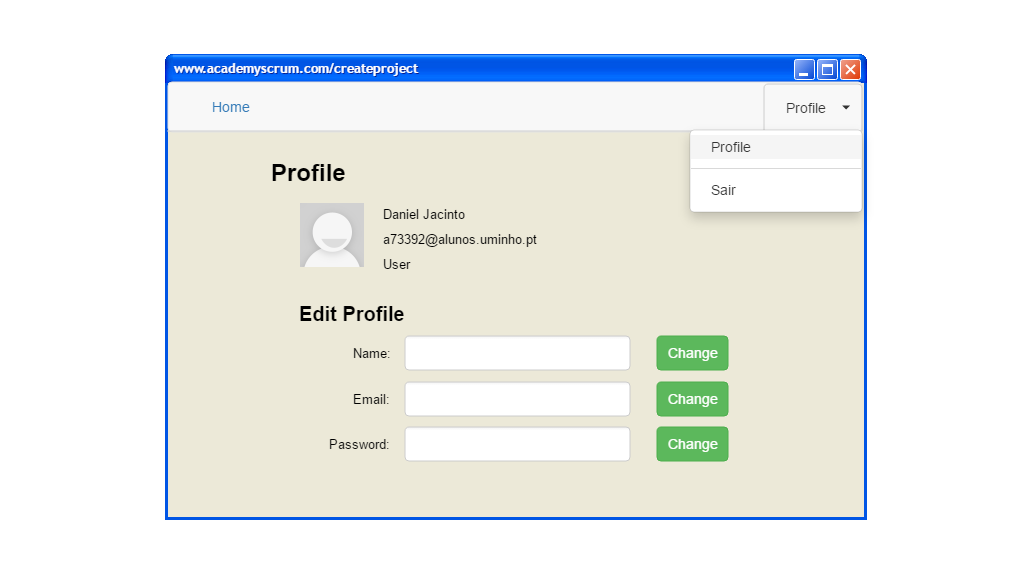 www.academyscrum.com/createproject
Home
Profile
Profile
Sair
Profile
Daniel Jacinto
a73392@alunos.uminho.pt
User
Edit Profile
Name: Change
Email: Change
Password: Change